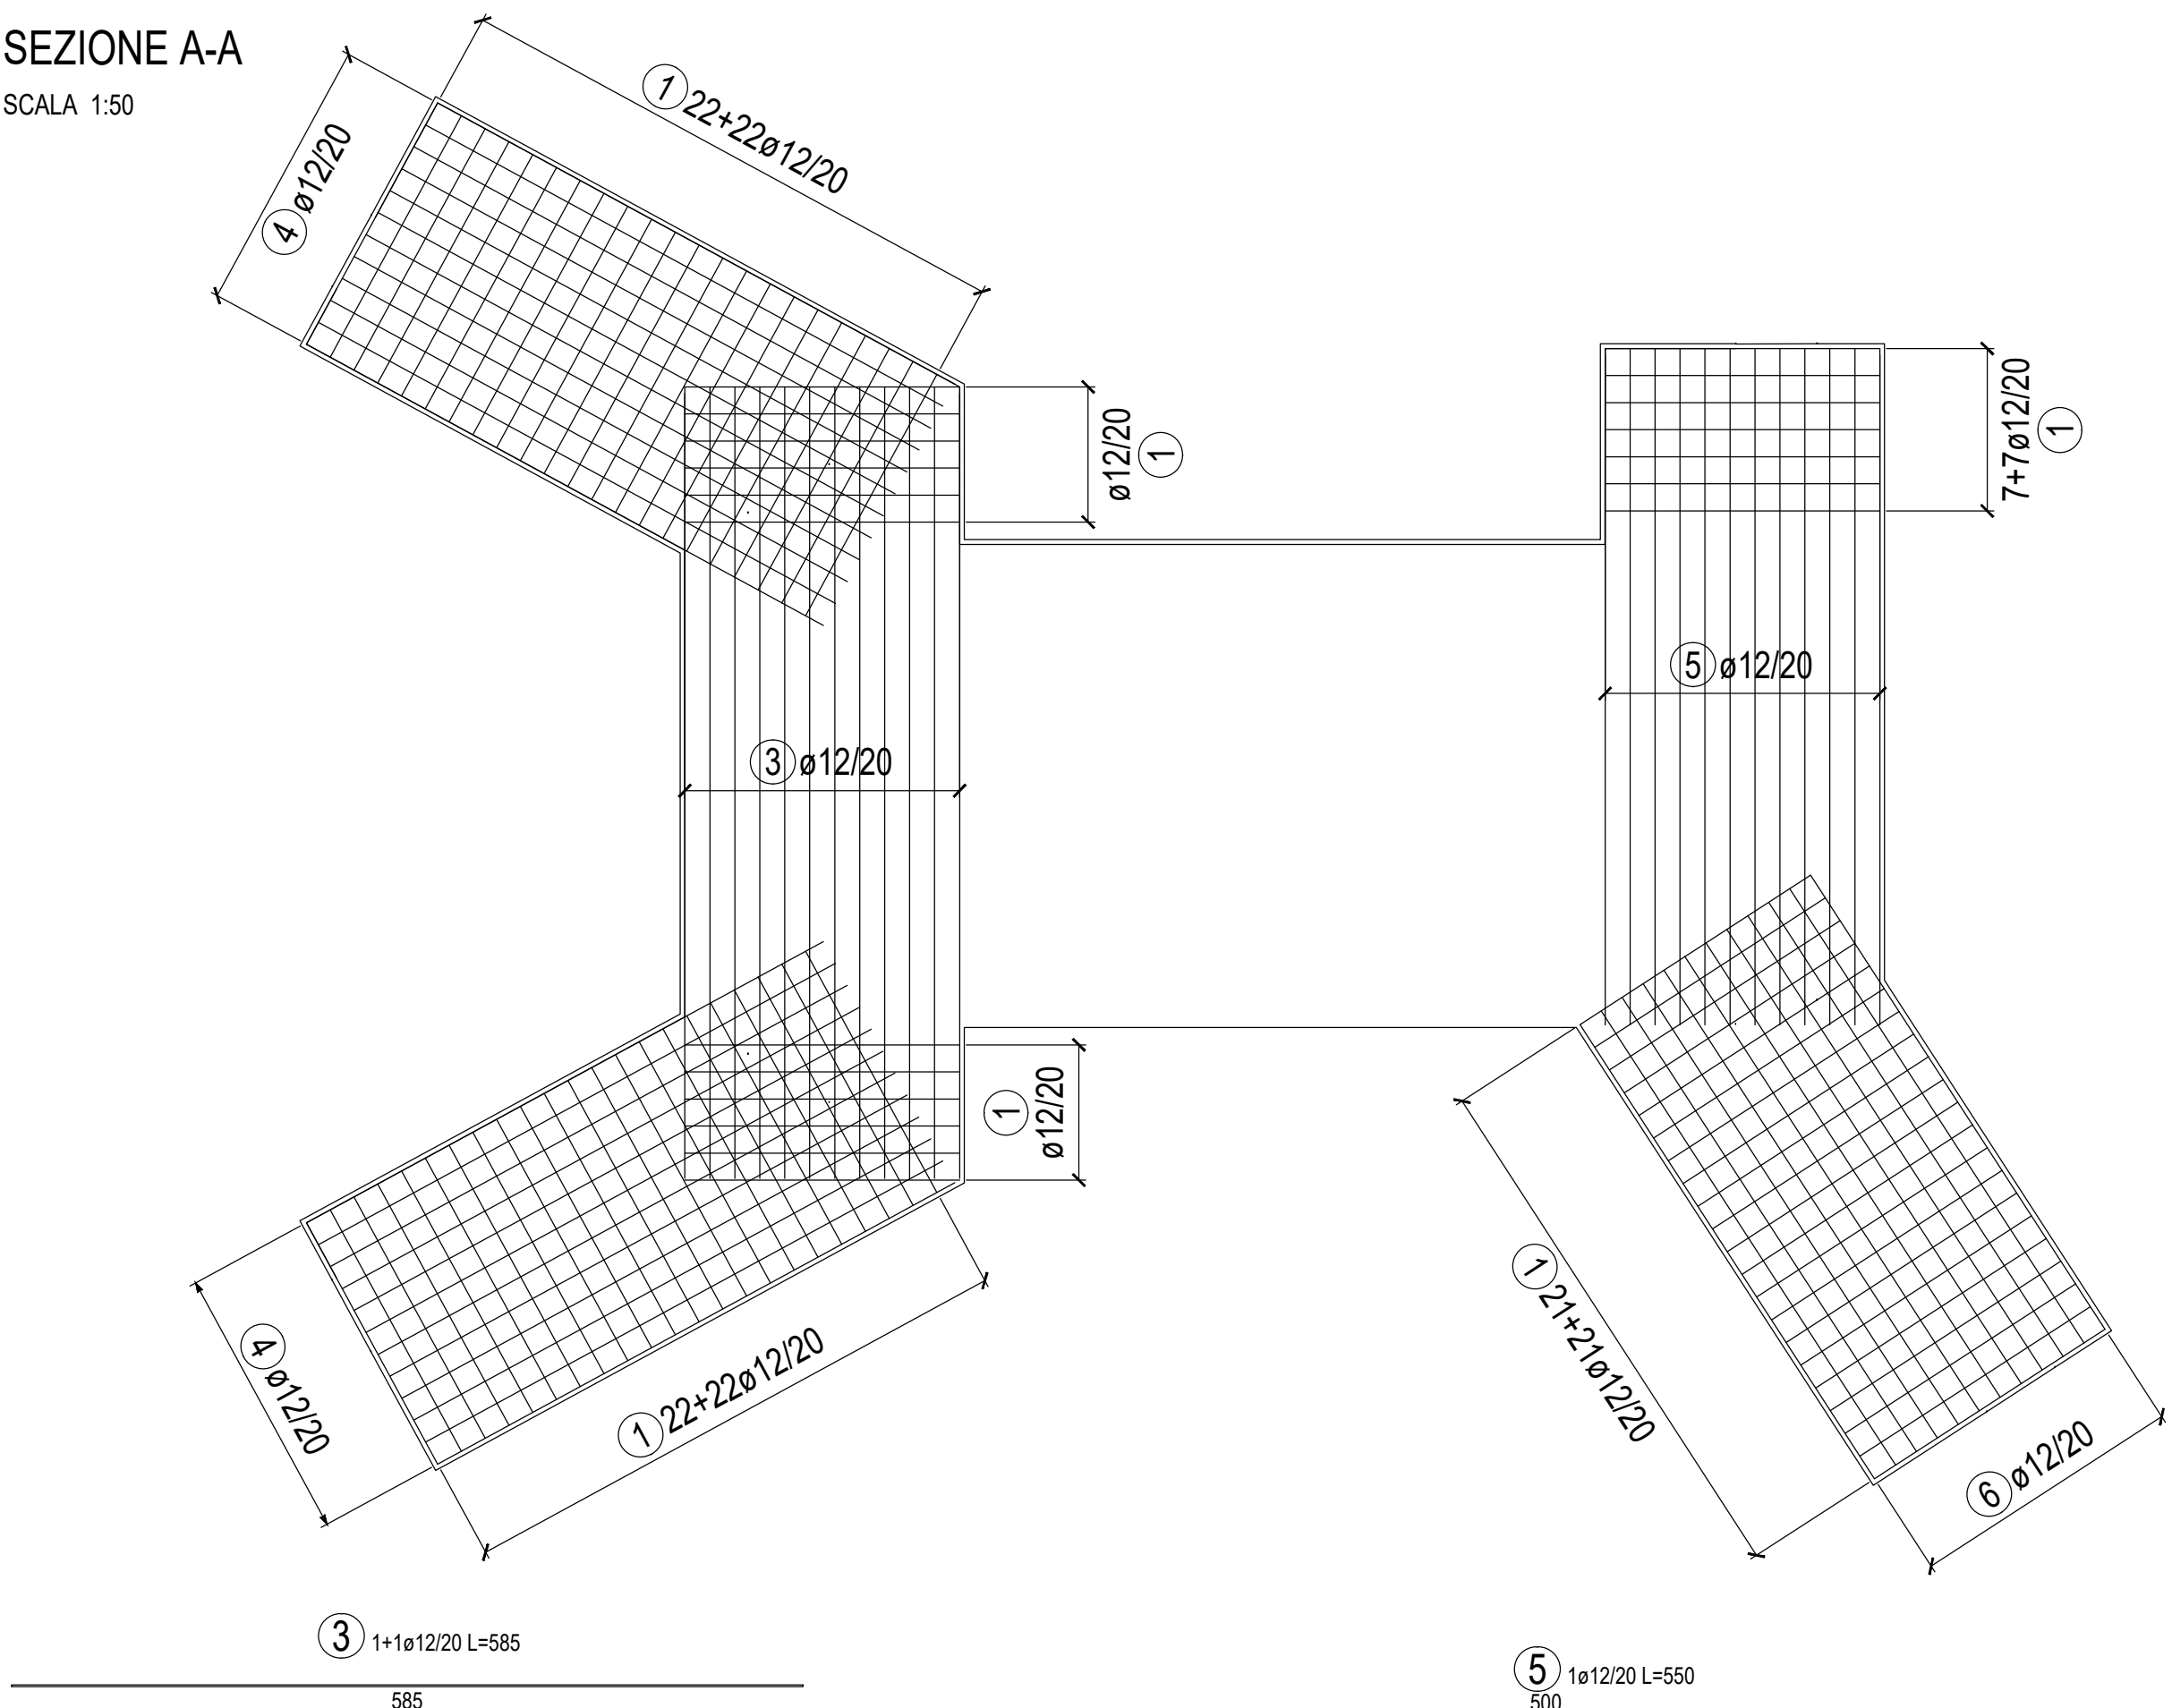 SEZIONE A-A
SCALA 1:50
1 22+22ø12/20
4 ø12/20
ø12/20
1
7+7ø12/20
1
5 ø12/20
3 ø12/20
1
ø12/20
1 21+21ø12/20
4 ø12/20
1 22+22ø12/20
6 ø12/20
3 1+1ø12/20 L=585
585
5 1ø12/20 L=550
500